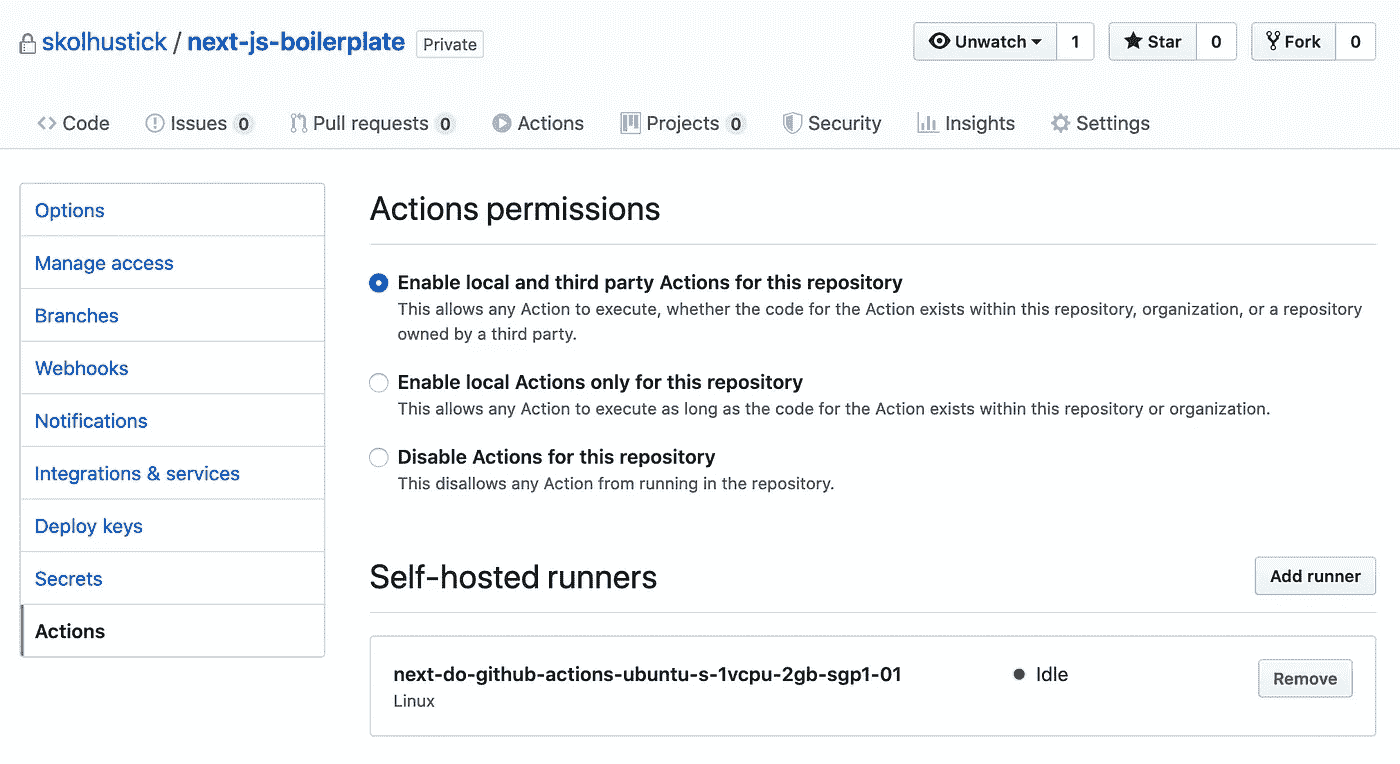 skolhustick / next-js-boilerplate Private
Unwatch 1 Star 0 Fork 0
Code Issues 0 Pull requests 0 Actions Projects 0 Security Insights Settings
Options
Manage access
Branches
Webhooks
Notifications
Integrations & services
Deploy keys
Secrets
Actions
Actions permissions
Enable local and third party Actions for this repository
This allows any Action to execute, whether the code for the Action exists within this repository, organization, or a repository
owned by a third party.
Enable local Actions only for this repository
This allows any Action to execute as long as the code for the Action exists within this repository or organization.
Disable Actions for this repository
This disallows any Action from running in the repository.
Self-hosted runners
Add runner
next-do-github-actions-ubuntu-s-1vcpu-2gb-sgp1-01
Linux
Idle
Remove